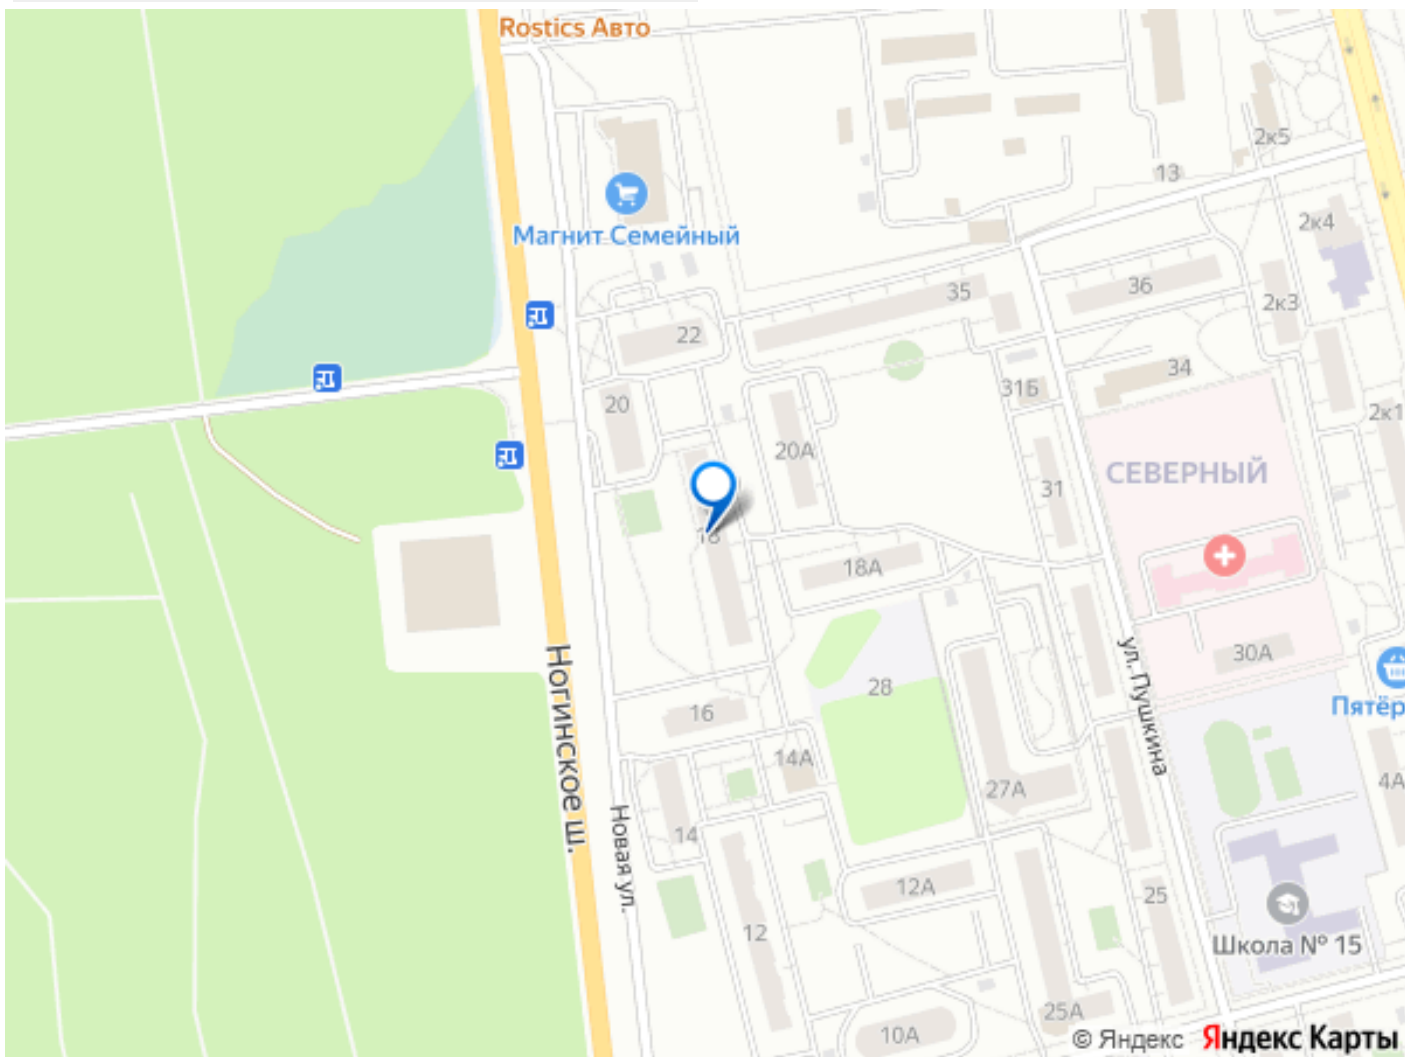 Rostics Авто
2к5
13
Магнит Семейный
2к4
35
36
2к3
22
34
20
31Б
2к1
20А
31
СЕВЕРНЫЙ
18
18А
ул. Пушкина
30А
Ногинское ш.
28
Пятёр
16
14А
4А
27А
Новая ул.
14
12А
25
12
Школа № 15
25А
10А
© Яндекс Яндекс Карты